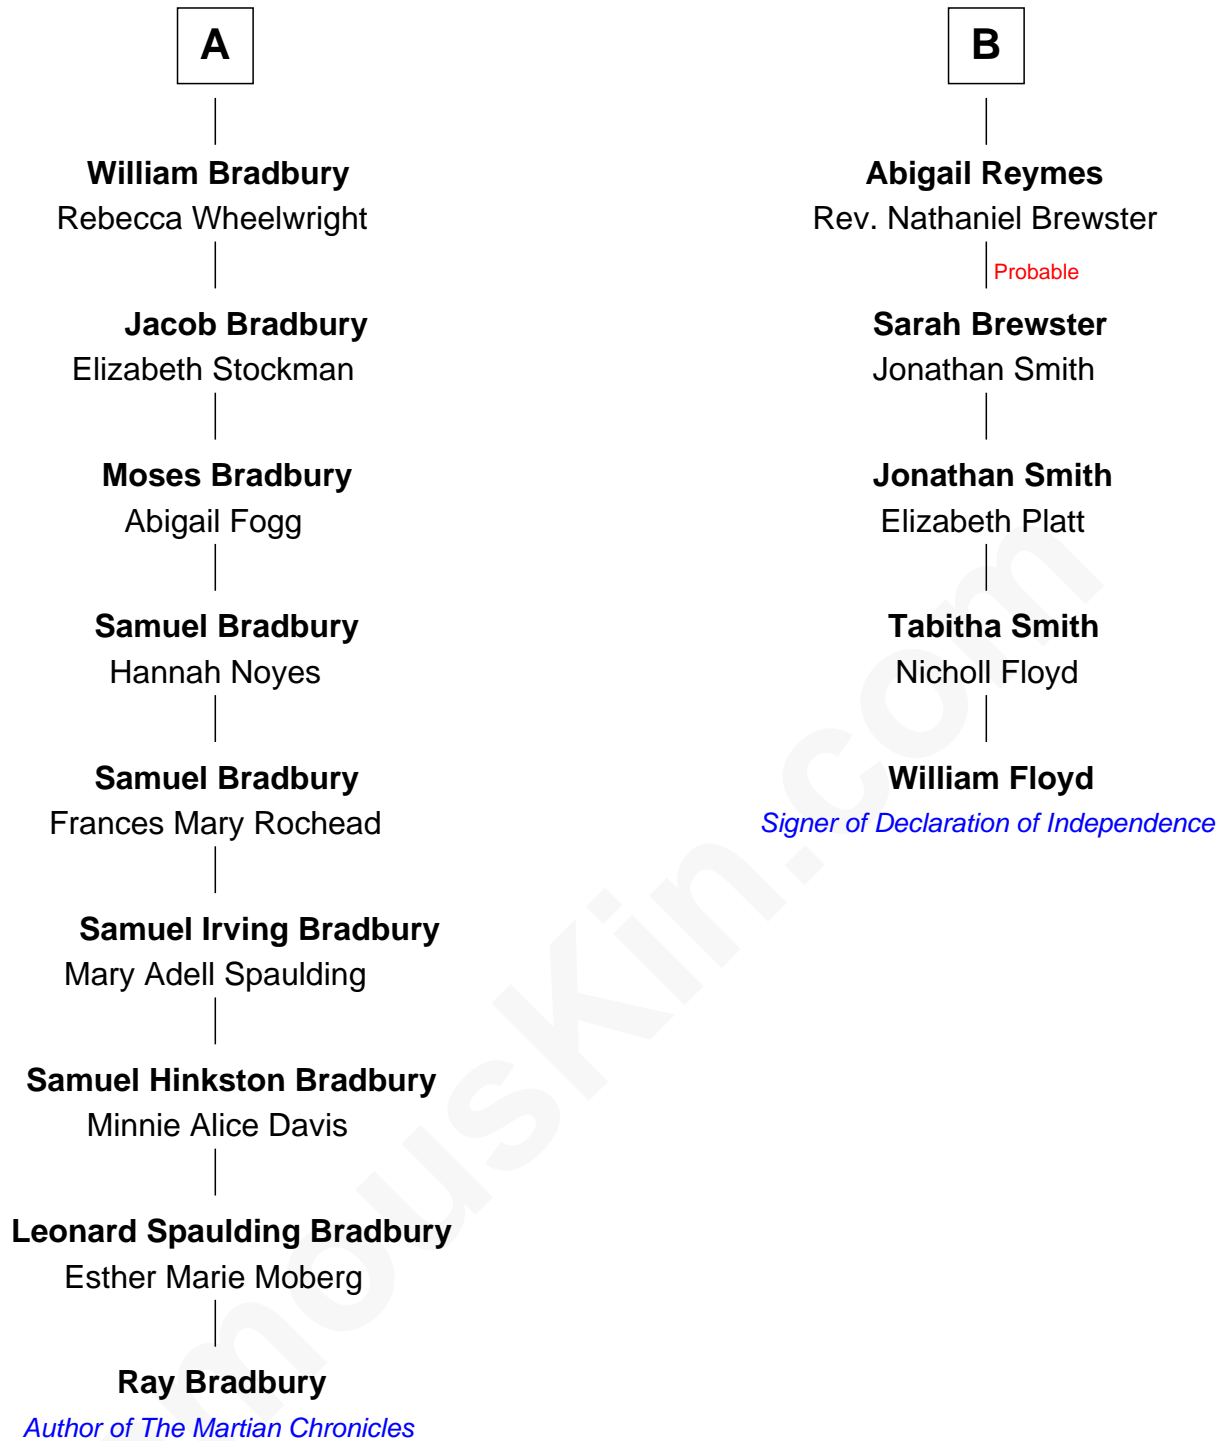 A
William Bradbury
Rebecca Wheelwright
Jacob Bradbury
Elizabeth Stockman
Moses Bradbury
Abigail Fogg
Samuel Bradbury
Hannah Noyes
Samuel Bradbury
Frances Mary Rochead
Samuel Irving Bradbury
Mary Adell Spaulding
Samuel Hinkston Bradbury
Minnie Alice Davis
Leonard Spaulding Bradbury
Esther Marie Moberg
Ray Bradbury
Author of The Martian Chronicles
B
Abigail Reymes
Rev. Nathaniel Brewster
Probable
Sarah Brewster
Jonathan Smith
Jonathan Smith
Elizabeth Platt
Tabitha Smith
Nicholl Floyd
William Floyd
Signer of Declaration of Independence
mousKin.com